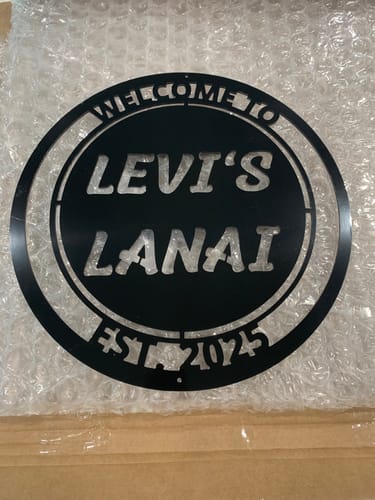 WELCOME TO
LEVI'S
LANAI
EST. 2025